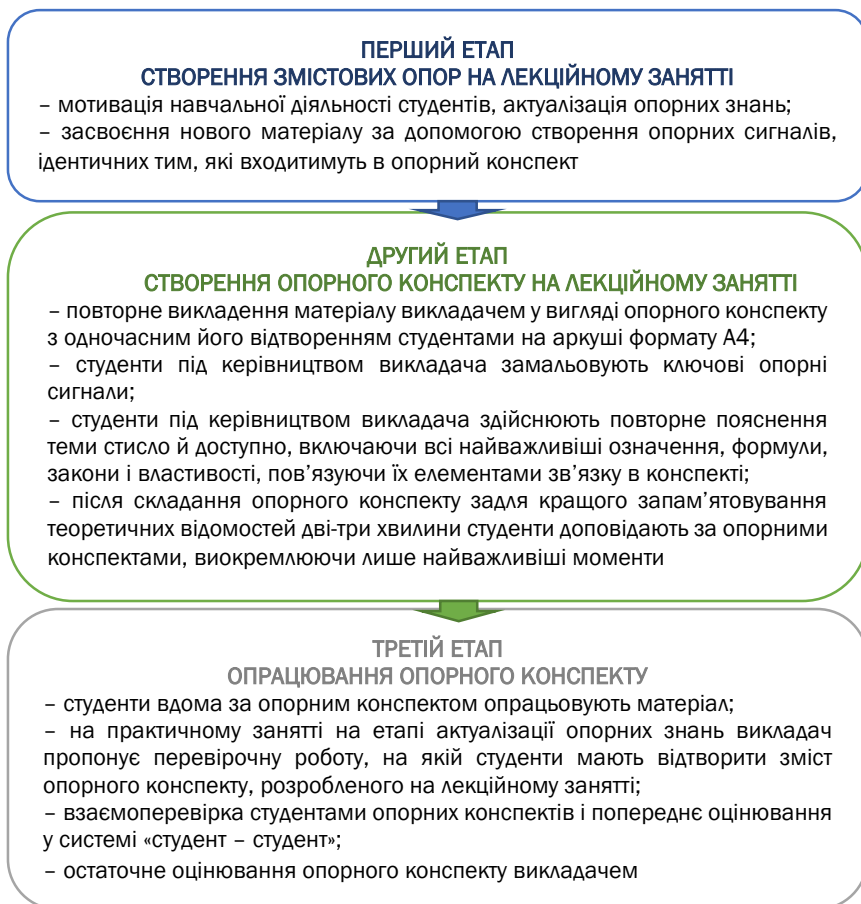 ПЕРШИЙ ЕТАП
СТВОРЕННЯ ЗМІСТОВИХ ОПОР НА ЛЕКЦІЙНОМУ ЗАНЯТТІ
– мотивація навчальної діяльності студентів, актуалізація опорних знань;
– засвоєння нового матеріалу за допомогою створення опорних сигналів,
ідентичних тим, які входитимуть в опорний конспект
ДРУГИЙ ЕТАП
СТВОРЕННЯ ОПОРНОГО КОНСПЕКТУ НА ЛЕКЦІЙНОМУ ЗАНЯТТІ
– повторне викладення матеріалу викладачем у вигляді опорного конспекту
з одночасним його відтворенням студентами на аркуші формату А4;
– студенти під керівництвом викладача замальовують ключові опорні
сигнали;
– студенти під керівництвом викладача здійснюють повторне пояснення
теми стисло й доступно, включаючи всі найважливіші означення, формули,
закони і властивості, пов’язуючи їх елементами зв’язку в конспекті;
– після складання опорного конспекту задля кращого запам’ятовування
теоретичних відомостей дві-три хвилини студенти доповідають за опорними
конспектами, виокремлюючи лише найважливіші моменти
ТРЕТІЙ ЕТАП
ОПРАЦЮВАННЯ ОПОРНОГО КОНСПЕКТУ
– студенти вдома за опорним конспектом опрацьовують матеріал;
– на практичному занятті на етапі актуалізації опорних знань викладач
пропонує перевірочну роботу, на якій студенти мають відтворити зміст
опорного конспекту, розробленого на лекційному занятті;
– взаємоперевірка студентами опорних конспектів і попереднє оцінювання
у системі «студент – студент»;
– остаточне оцінювання опорного конспекту викладачем